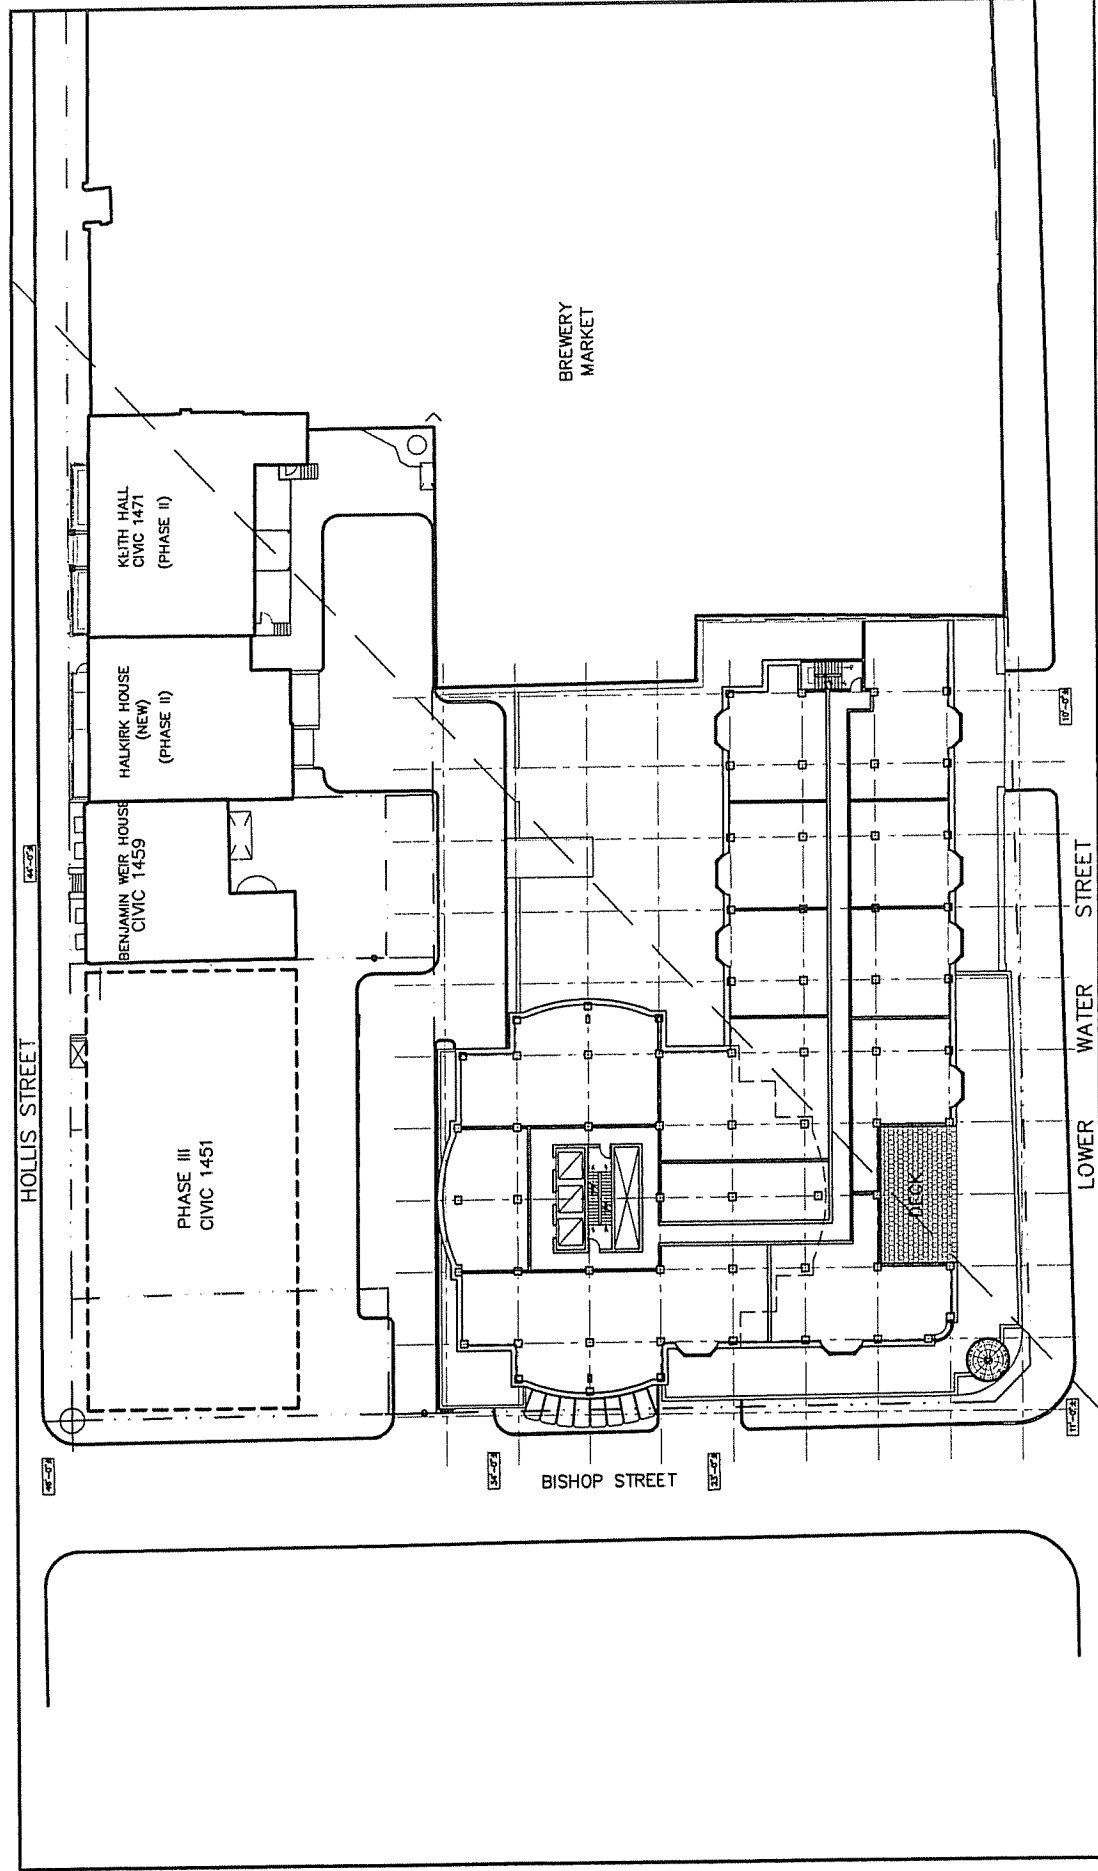 BREWERY
MARKET
KEITH HALL
CIVIC 1471
(PHASE II)
HALKIRK HOUSE
(NEW)
(PHASE II)
BENJAMIN WEIR HOUSE
CIVIC 1459
PHASE III
CIVIC 1451
HOLLIS STREET
DECK
LOWER WATER STREET
BISHOP STREET